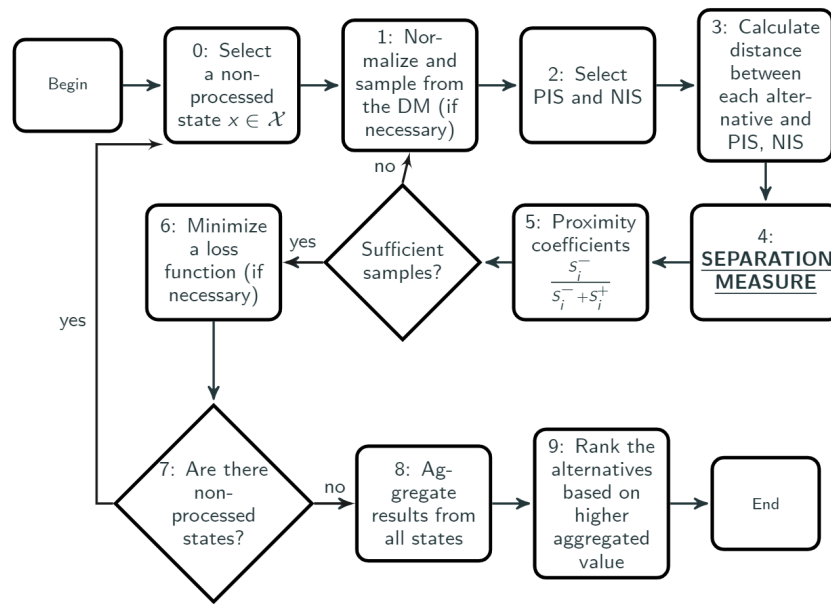 Begin
0: Select
a non-
processed
state x ∈ 𝒳
1: Nor-
malize and
sample from
the DM (if
necessary)
2: Select
PIS and NIS
3: Calculate
distance
between
each alter-
native and
PIS, NIS
4:
SEPARATION
MEASURE
5: Proximity
coefficients
S_i^-
S_i^- + S_i^+
Sufficient
samples?
no
yes
6: Minimize
a loss
function (if
necessary)
yes
7: Are there
non-
processed
states?
no
8: Ag-
gregate
results from
all states
9: Rank the
alternatives
based on
higher
aggregated
value
End